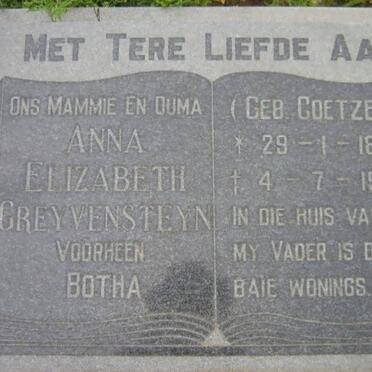 MET TERE LIEFDE AA
ONS MAMMIE EN OUMA
ANNA
ELIZABETH
GREYVENSTEYN
VOORHEEN
BOTHA
(GEB. COETZE
* 29-1-18
† 4-7-19
IN DIE HUIS VA
MY VADER IS
BAIE WONINGS.